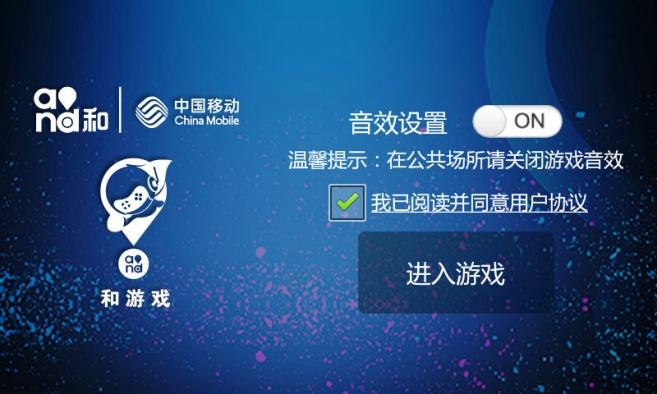 and和
中国移动
China Mobile
and
和游戏
音效设置 ON
温馨提示：在公共场所请关闭游戏音效
我已阅读并同意用户协议
进入游戏